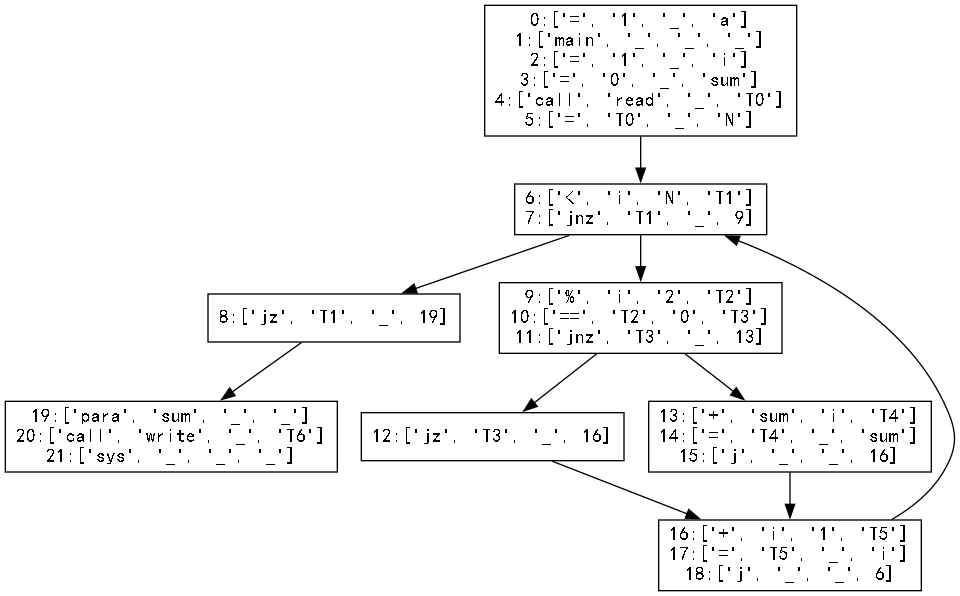 0:['=', '1', '_', 'a']
1:['main', '_', '_', '_']
2:['=', '1', '_', 'i']
3:['=', '0', '_', 'sum']
4:['call', 'read', '_', 'T0']
5:['=', 'T0', '_', 'N']
6:['<', 'i', 'N', 'T1']
7:['jnz', 'T1', '_', 9]
8:['jz', 'T1', '_', 19]
9:['%', 'i', '2', 'T2']
10:['==', 'T2', '0', 'T3']
11:['jnz', 'T3', '_', 13]
19:['para', 'sum', '_', '_']
20:['call', 'write', '_', 'T6']
21:['sys', '_', '_', '_']
12:['jz', 'T3', '_', 16]
13:['+', 'sum', 'i', 'T4']
14:['=', 'T4', '_', 'sum']
15:['j', '_', '_', 16]
16:['+', 'i', '1', 'T5']
17:['=', 'T5', '_', 'i']
18:['j', '_', '_', 6]